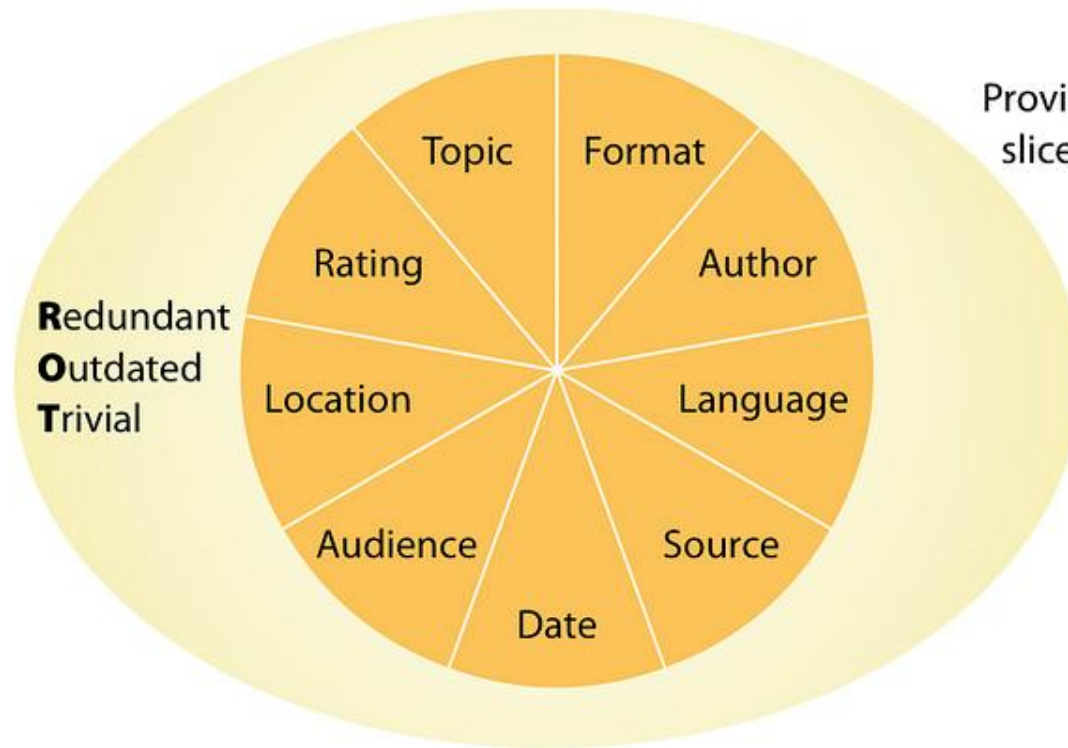 Topic
Format
Rating
Author
Redundant
Outdated
Trivial
Location
Language
Audience
Source
Date